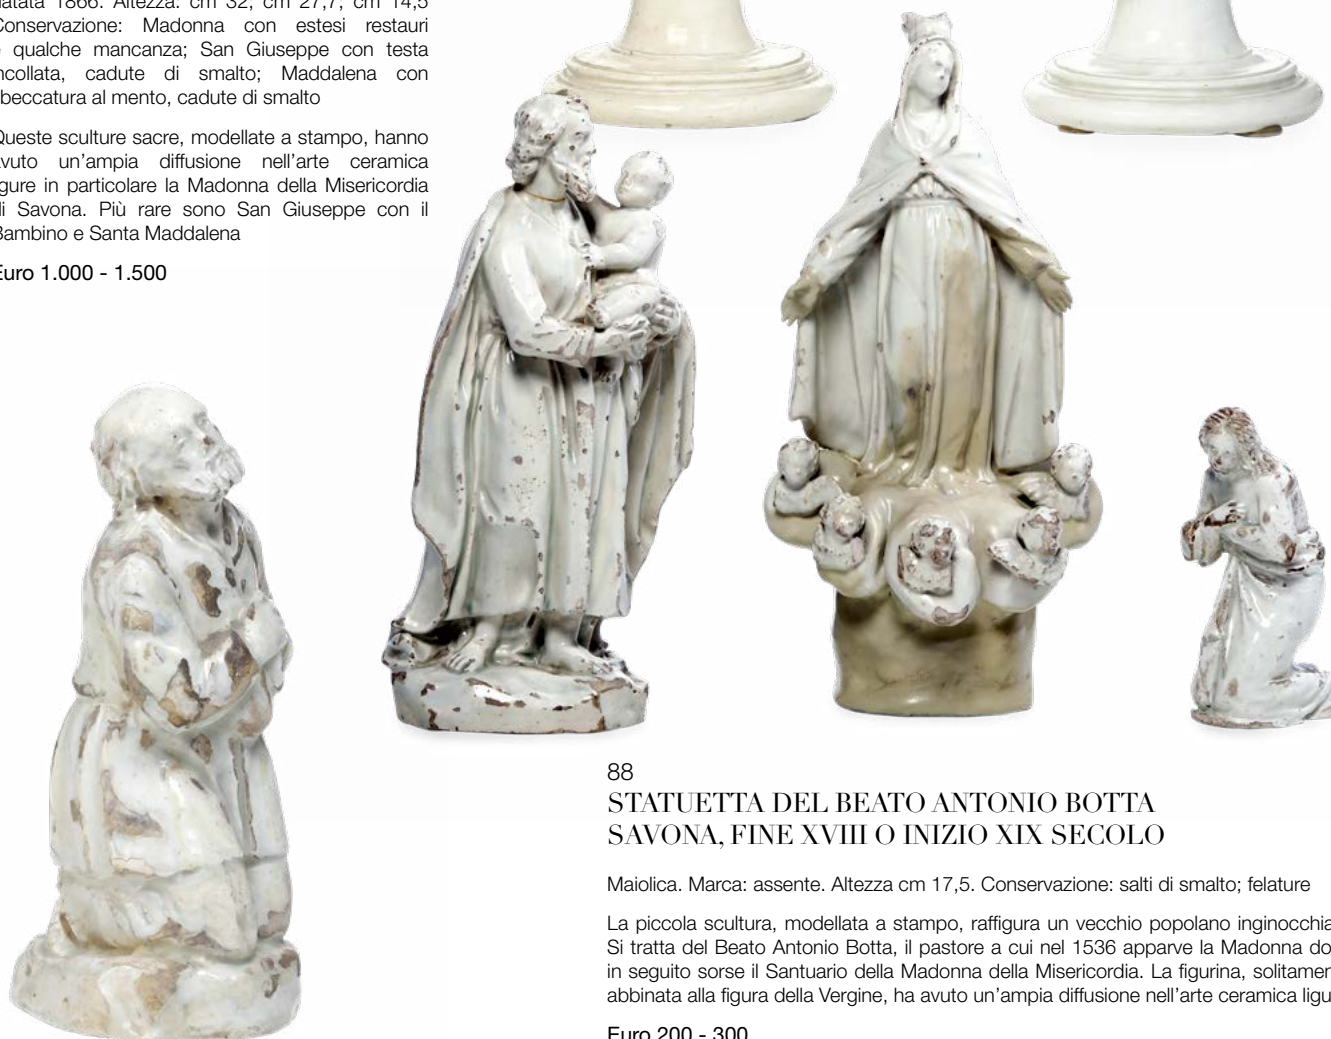 datata 1866. Altezza: cm 32; cm 27,7; cm 14,5
Conservazione: Madonna con estesi restauri
e qualche mancanza; San Giuseppe con testa
incollata, cadute di smalto; Maddalena con
sbeccatura al mento, cadute di smalto
Queste sculture sacre, modellate a stampo, hanno
avuto un'ampia diffusione nell'arte ceramica
ligure in particolare la Madonna della Misericordia
di Savona. Più rare sono San Giuseppe con il
Bambino e Santa Maddalena
Euro 1.000 - 1.500
88
STATUETTA DEL BEATO ANTONIO BOTTA
SAVONA, FINE XVIII O INIZIO XIX SECOLO
Maiolica. Marca: assente. Altezza cm 17,5. Conservazione: salti di smalto; felature
La piccola scultura, modellata a stampo, raffigura un vecchio popolano inginocchia
Si tratta del Beato Antonio Botta, il pastore a cui nel 1536 apparve la Madonna do
in seguito sorse il Santuario della Madonna della Misericordia. La figurina, solitamen
abbinata alla figura della Vergine, ha avuto un'ampia diffusione nell'arte ceramica ligu
Euro 200 - 300